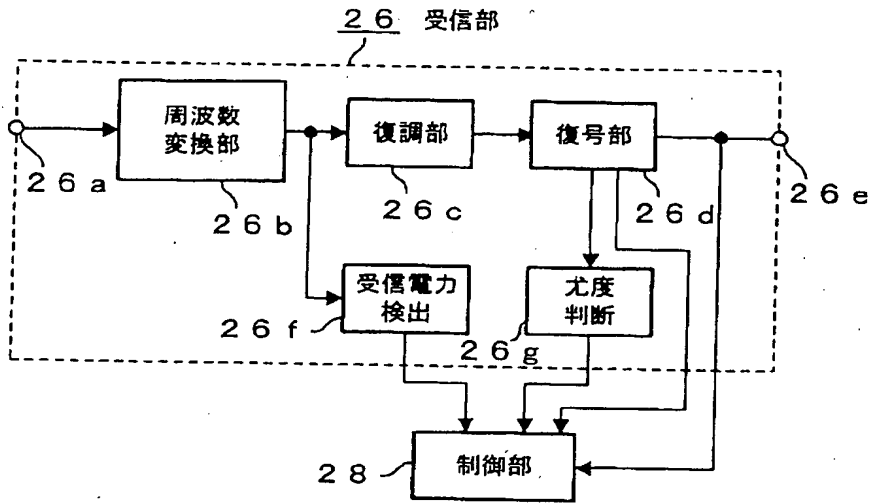 ２６ 受信部
周波数
変換部
復調部
復号部
２６ａ
２６ｂ
２６ｃ
２６ｄ
２６ｅ
受信電力
検出
尤度
判断
２６ｆ
２６ｇ
制御部
２８